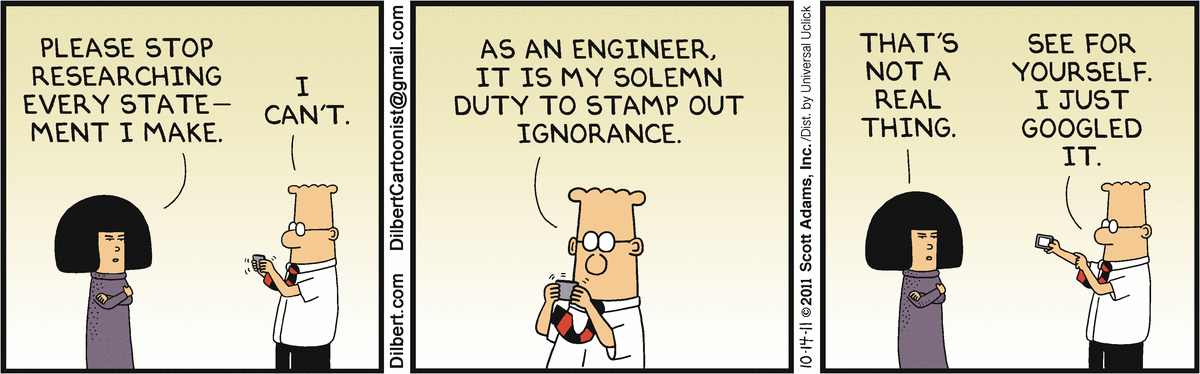 PLEASE STOP
RESEARCHING
EVERY STATE–
MENT I MAKE.
I
CAN'T.
Dilbert.com DilbertCartoonist@gmail.com
AS AN ENGINEER,
IT IS MY SOLEMN
DUTY TO STAMP OUT
IGNORANCE.
10-14-11 ©2011 Scott Adams, Inc./Dist. by Universal Uclick
THAT'S
NOT A
REAL
THING.
SEE FOR
YOURSELF.
I JUST
GOOGLED
IT.